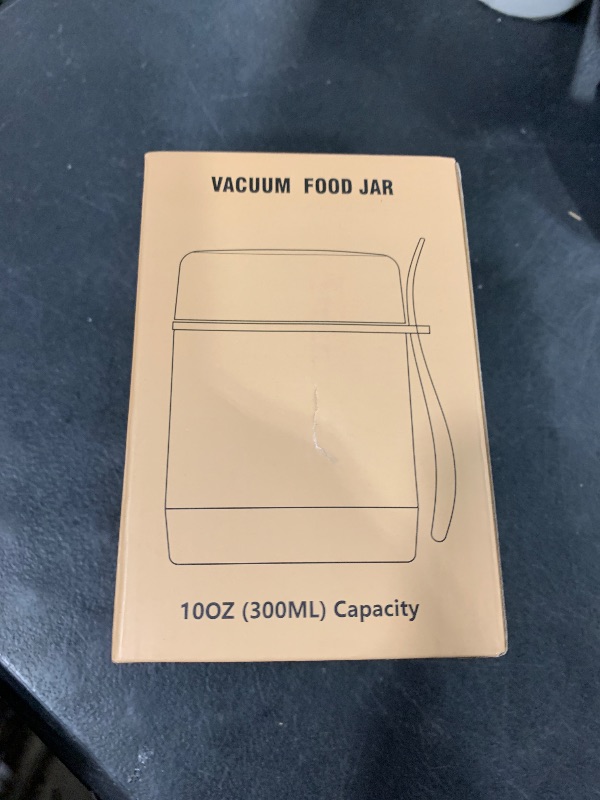 VACUUM FOOD JAR
10OZ (300ML) Capacity